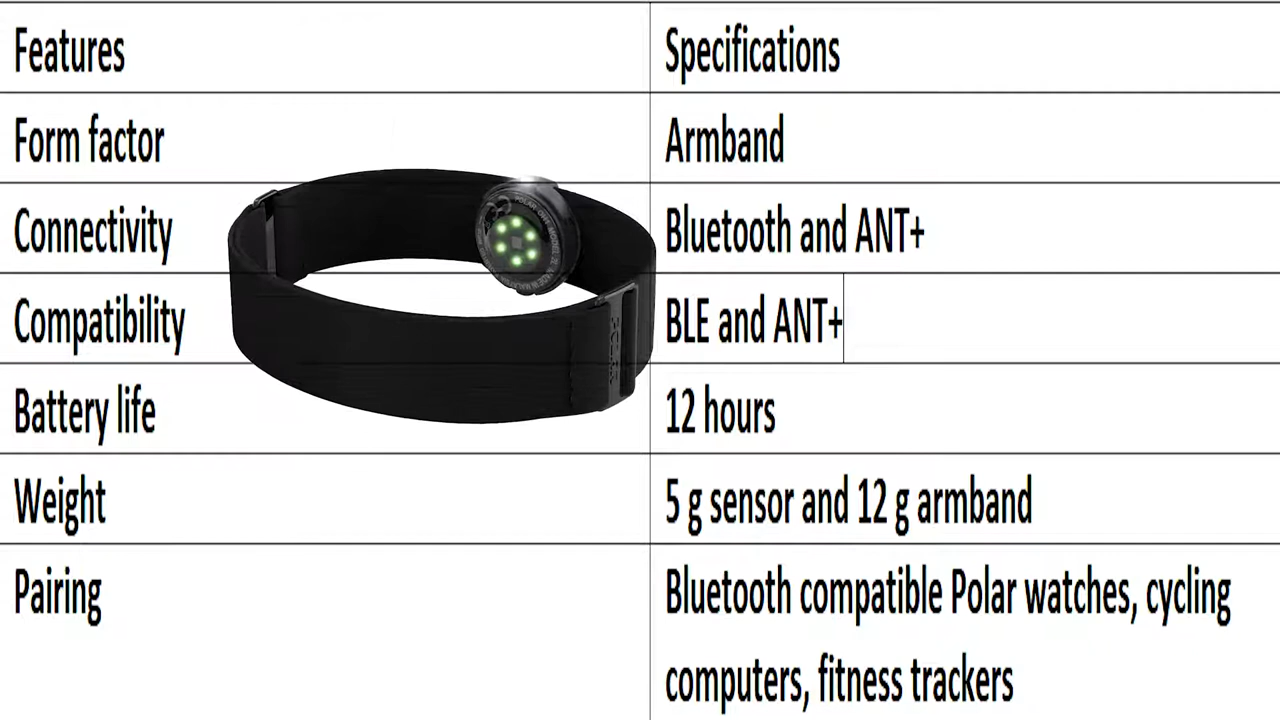 Features Specifications
Form factor Armband
Connectivity Bluetooth and ANT+
Compatibility BLE and ANT+
Battery life 12 hours
Weight 5 g sensor and 12 g armband
Pairing Bluetooth compatible Polar watches, cycling
computers, fitness trackers
POLAR